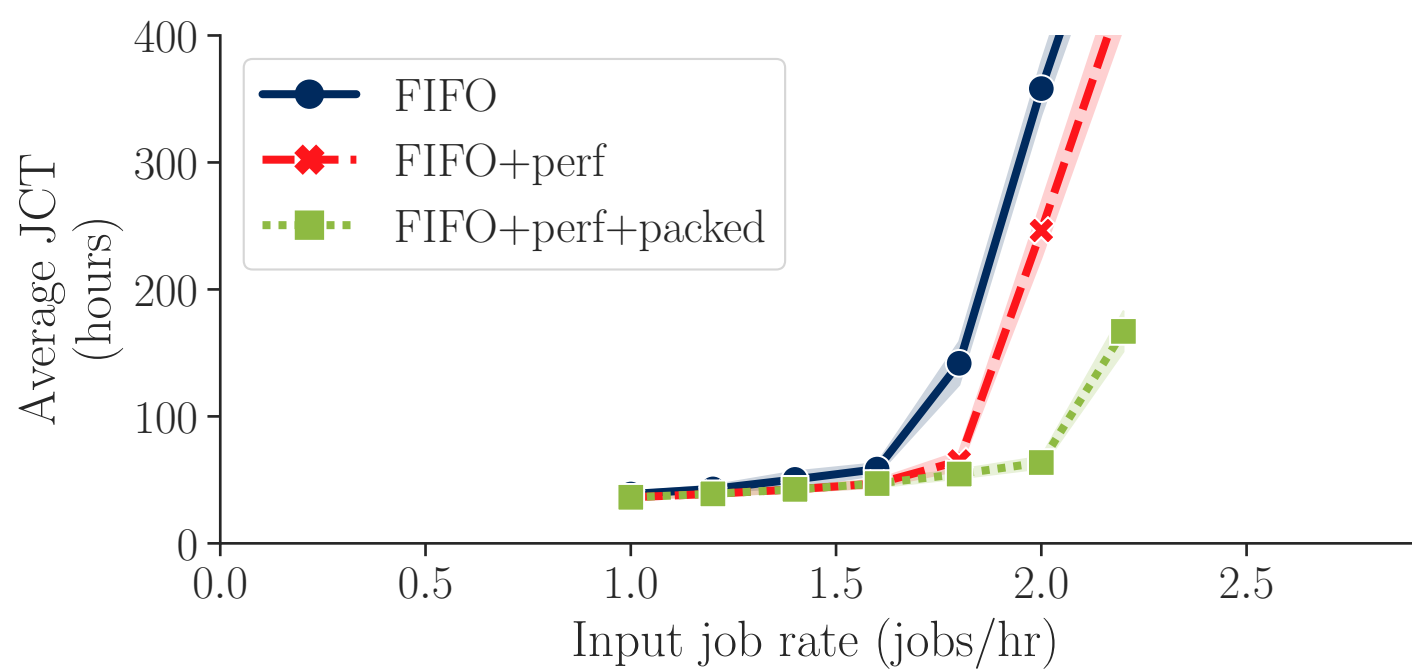 400
300
200
100
0
Average JCT
(hours)
FIFO
FIFO+perf
FIFO+perf+packed
0.0 0.5 1.0 1.5 2.0 2.5
Input job rate (jobs/hr)